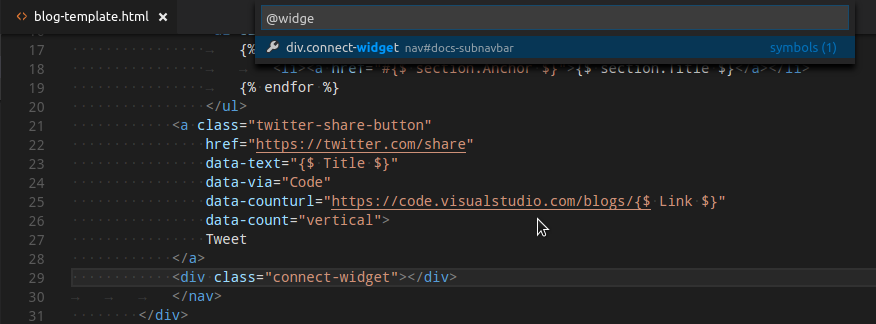 blog-template.html ×
@widge
div.connect-widget nav#docs-subnavbar symbols (1)
17 {%
18 <li><a href="#{$ section.Anchor $}">{$ section.Title $}</a></li>
19 {% endfor %}
20 </ul>
21 <a class="twitter-share-button"
22 href="https://twitter.com/share"
23 data-text="{$ Title $}"
24 data-via="Code"
25 data-counturl="https://code.visualstudio.com/blogs/{$ Link $}"
26 data-count="vertical">
27 Tweet
28 </a>
29 <div class="connect-widget"></div>
30 </nav>
31 </div>